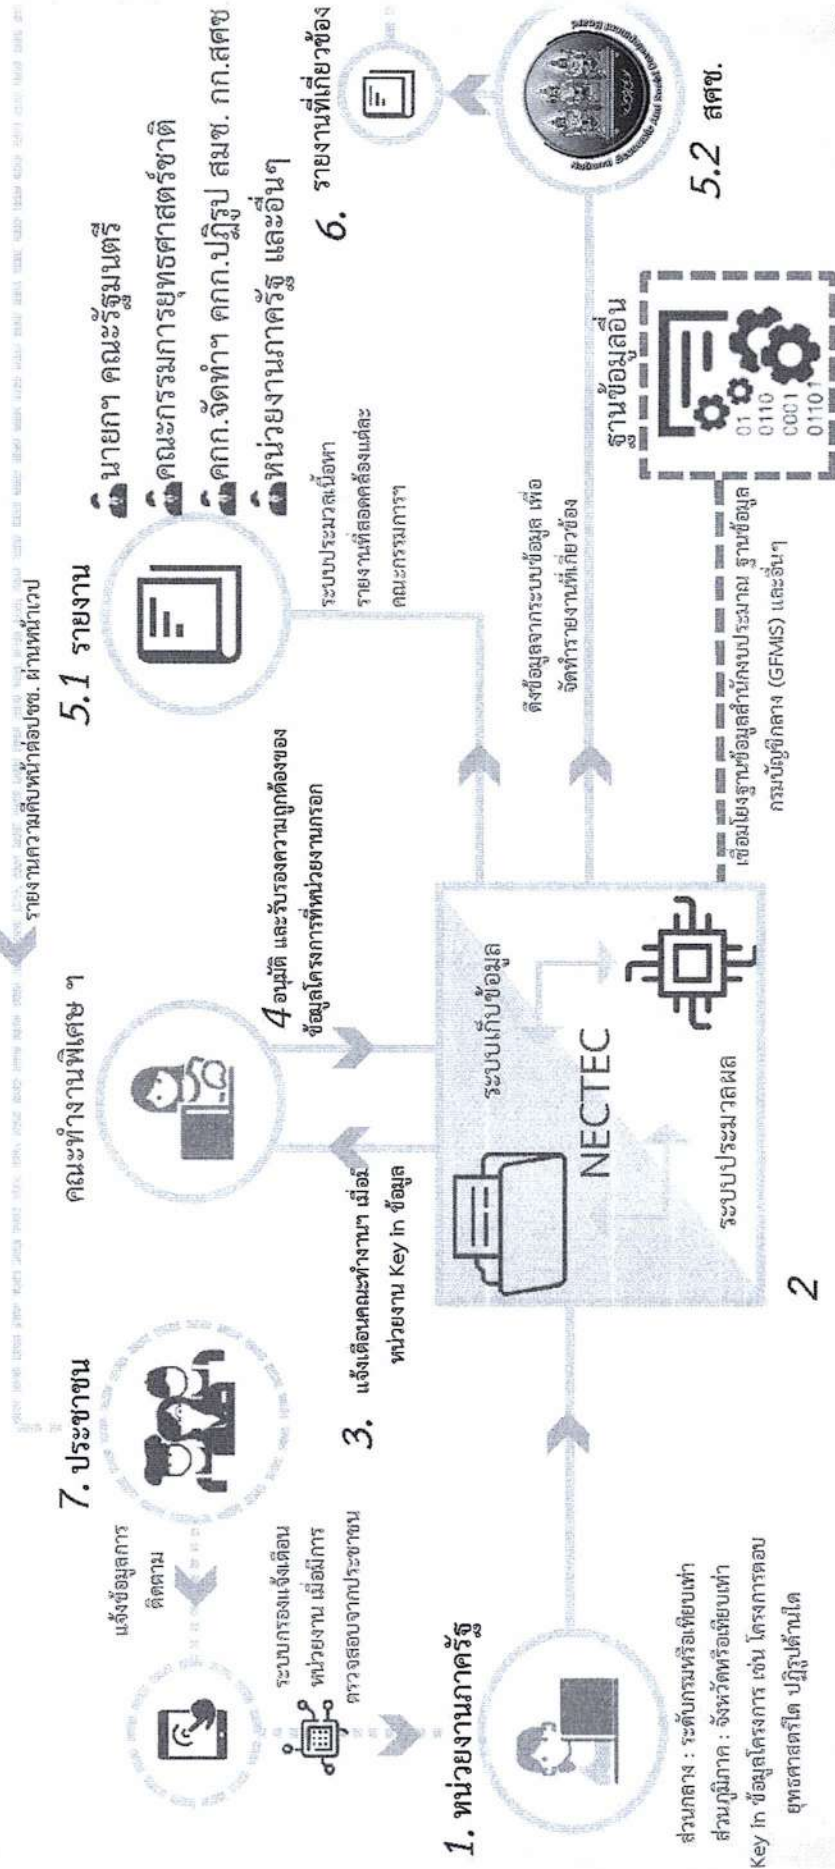 รายงานความคืบหน้าต่อปชช. ผ่านหน้าเวป
7. ประชาชน
แจ้งข้อมูลการ
ติดตาม
ระบบกรองแจ้งเตือน
หน่วยงาน เมื่อมีการ
ตรวจสอบจากประชาชน
1. หน่วยงานภาครัฐ
ส่วนกลาง : ระดับกรมหรือเทียบเท่า
ส่วนภูมิภาค : จังหวัดหรือเทียบเท่า
Key in ข้อมูลโครงการ เช่น โครงการตอบ
ยุทธศาสตร์ใด ปฏิรูปด้านใด
คณะทำงานพิเศษ ๆ
3.
แจ้งเตือนคณะทำงานฯ เมื่อมี
หน่วยงาน Key in ข้อมูล
4 อนุมัติ และรับรองความถูกต้องของ
ข้อมูลโครงการที่หน่วยงานกรอก
ระบบเก็บข้อมูล
NECTEC
ระบบประมวลผล
2
5.1 รายงาน
นายกฯ คณะรัฐมนตรี
คณะกรรมการยุทธศาสตร์ชาติ
คกก.จัดทำฯ คกก.ปฏิรูป สมช. กก.สศช.
หน่วยงานภาครัฐ และอื่นๆ
ระบบประมวลเนื้อหา
รายงานที่สอดคล้องแต่ละ
คณะกรรมการฯ
ดึงข้อมูลจากระบบข้อมูล เพื่อ
จัดทำรายงานที่เกี่ยวข้อง
เชื่อมโยงฐานข้อมูลสำนักงบประมาณ ฐานข้อมูล
กรมบัญชีกลาง (GFMIS) และอื่นๆ
ฐานข้อมูลอื่น
01
0110
0001
01101
6.
รายงานที่เกี่ยวข้อง
5.2 สศช.